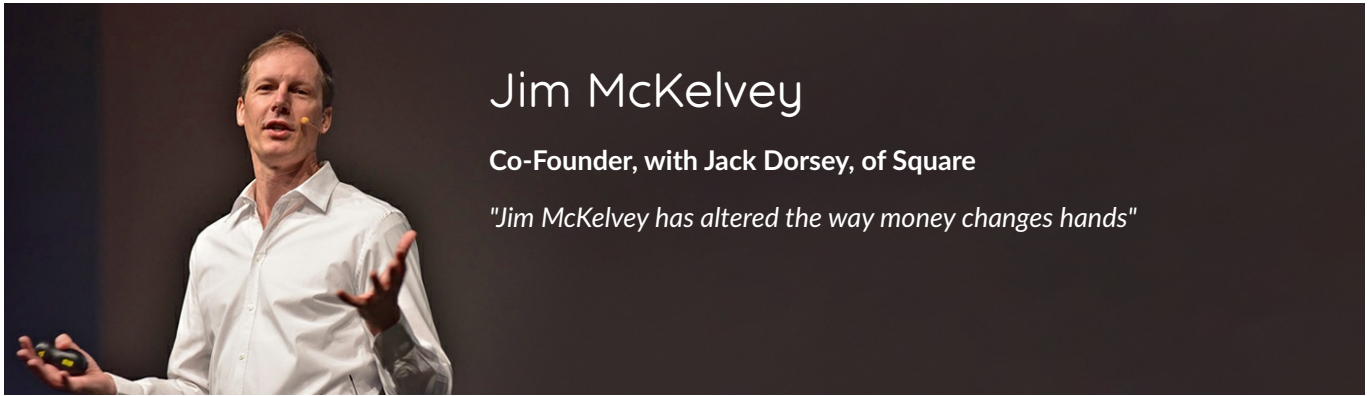 Jim McKelvey
Co-Founder, with Jack Dorsey, of Square
"Jim McKelvey has altered the way money changes hands"